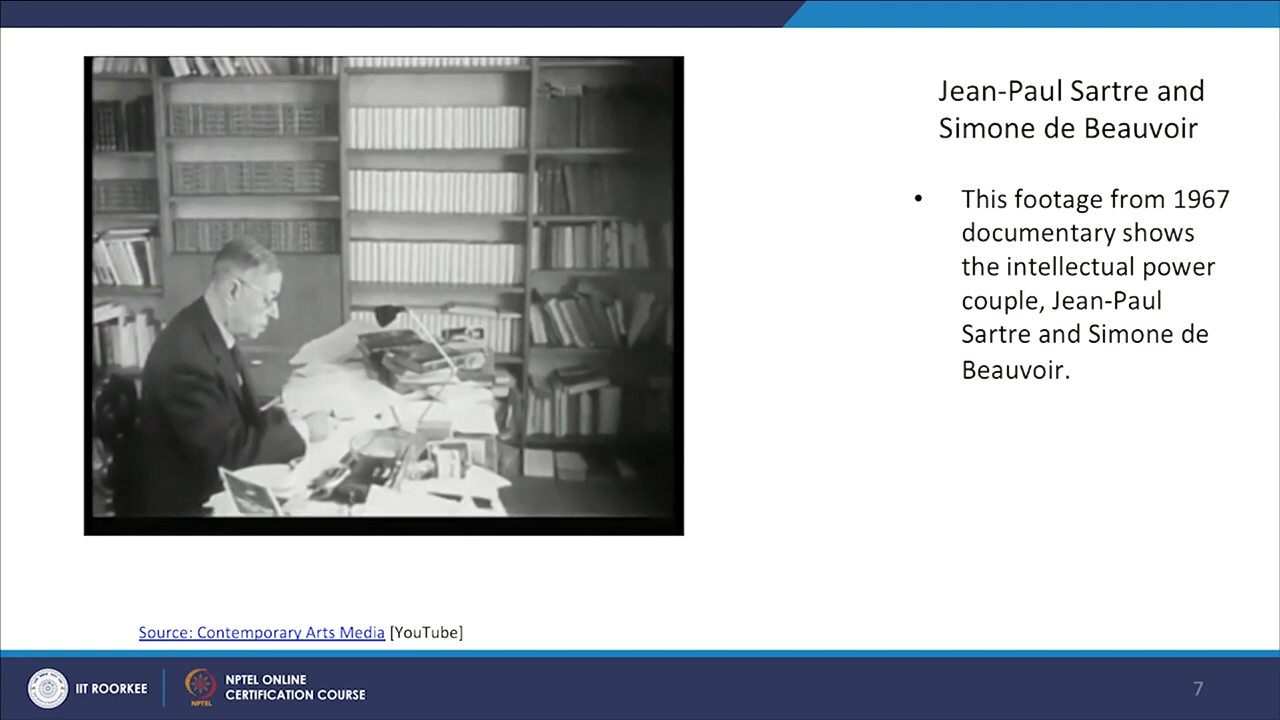 Jean-Paul Sartre and
Simone de Beauvoir
• This footage from 1967
documentary shows
the intellectual power
couple, Jean-Paul
Sartre and Simone de
Beauvoir.
Source: Contemporary Arts Media [YouTube]
IIT ROORKEE
NPTEL
NPTEL ONLINE
CERTIFICATION COURSE
7